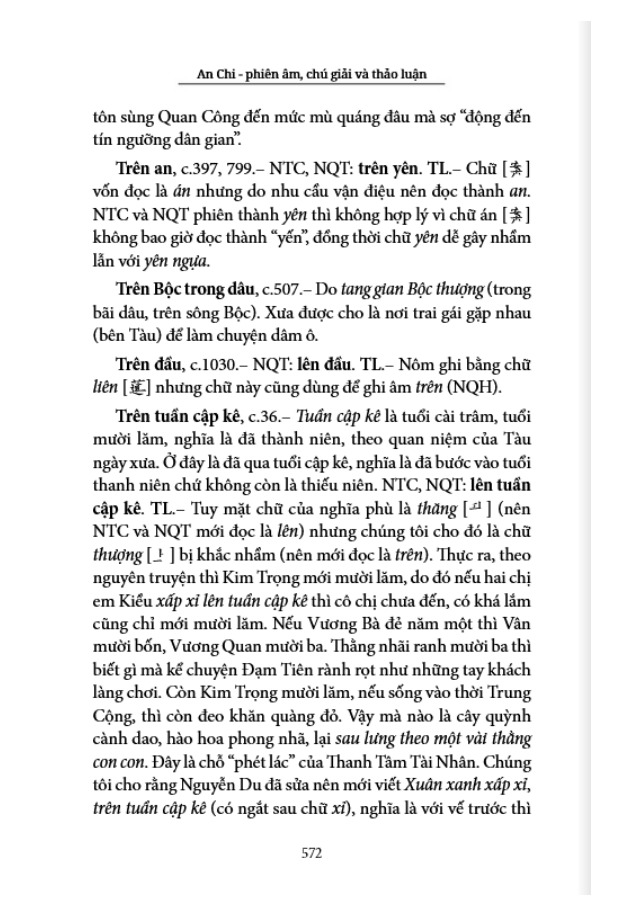 An Chi - phiên âm, chú giải và thảo luận
tôn sùng Quan Công đến mức mù quáng đâu mà sợ “động đến
tín ngưỡng dân gian”.
Trên an, c.397, 799.– NTC, NQT: trên yên. TL.– Chữ [桉]
vốn đọc là án nhưng do nhu cầu vận điệu nên đọc thành an.
NTC và NQT phiên thành yên thì không hợp lý vì chữ án []
không bao giờ đọc thành “yến”, đồng thời chữ yên dễ gây nhầm
lẫn với yên ngựa.
Trên Bộc trong dâu, c.507.– Do tang gian Bộc thượng (trong
bãi dâu, trên sông Bộc). Xưa được cho là nơi trai gái gặp nhau
(bên Tàu) để làm chuyện dâm ô.
Trên đầu, c.1030.– NQT: lên đầu. TL.– Nôm ghi bằng chữ
liên [蓮] nhưng chữ này cũng dùng để ghi âm trên (NQH).
Trên tuần cập kê, c.36.– Tuần cập kê là tuổi cài trâm, tuổi
mười lăm, nghĩa là đã thành niên, theo quan niệm của Tàu
ngày xưa. Ở đây là đã qua tuổi cập kê, nghĩa là đã bước vào tuổi
thanh niên chứ không còn là thiếu niên. NTC, NQT: lên tuần
cập kê. TL.– Tuy mặt chữ của nghĩa phù là thăng [] (nên
NTC và NQT mới đọc là lên) nhưng chúng tôi cho đó là chữ
thượng [上] bị khắc nhầm (nên mới đọc là trên). Thực ra, theo
nguyên truyện thì Kim Trọng mới mười lăm, do đó nếu hai chị
em Kiều xấp xỉ lên tuần cập kê thì cô chị chưa đến, có khá lắm
cũng chỉ mới mười lăm. Nếu Vương Bà đẻ năm một thì Vân
mười bốn, Vương Quan mười ba. Thằng nhãi ranh mười ba thì
biết gì mà kể chuyện Đạm Tiên rành rọt như những tay khách
làng chơi. Còn Kim Trọng mười lăm, nếu sống vào thời Trung
Cộng, thì còn đeo khăn quàng đỏ. Vậy mà nào là cây quỳnh
cành dao, hào hoa phong nhã, lại sau lưng theo một vài thằng
con con. Đây là chỗ “phét lác” của Thanh Tâm Tài Nhân. Chúng
tôi cho rằng Nguyễn Du đã sửa nên mới viết Xuân xanh xấp xỉ,
trên tuần cập kê (có ngắt sau chữ xỉ), nghĩa là với vế trước thì
572